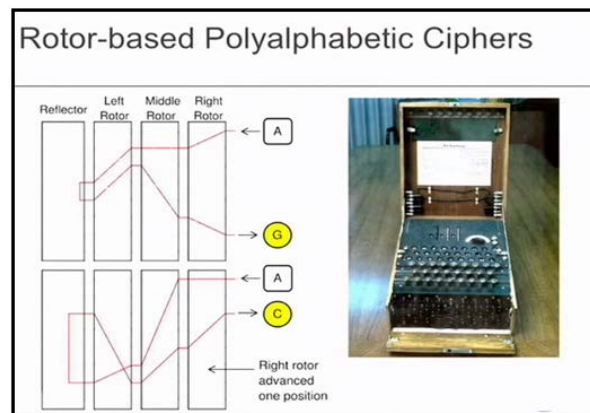 Rotor-based Polyalphabetic Ciphers
Reflector
Left
Rotor
Middle
Rotor
Right
Rotor
A
G
A
C
Right rotor
advanced
one position